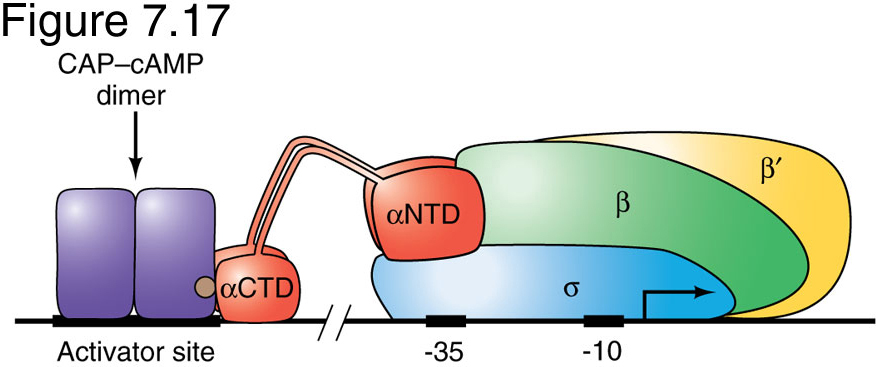 Figure 7.17
CAP–cAMP
dimer
αNTD
β
β′
αCTD
σ
Activator site
-35
-10